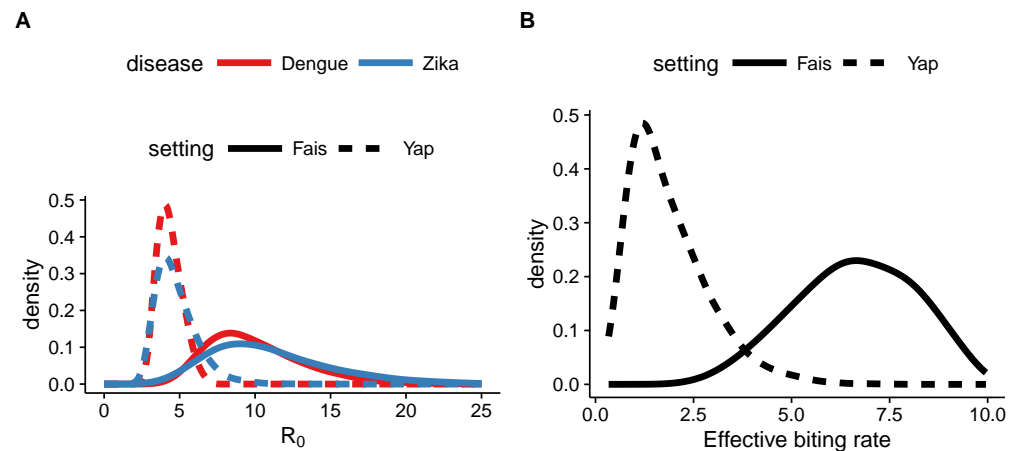 A
disease Dengue Zika
setting Fais Yap
0.5
0.4
0.3
0.2
0.1
0.0
density
0 5 10 15 20 25
R0
B
setting Fais Yap
0.5
0.4
0.3
0.2
0.1
0.0
density
0.0 2.5 5.0 7.5 10.0
Effective biting rate